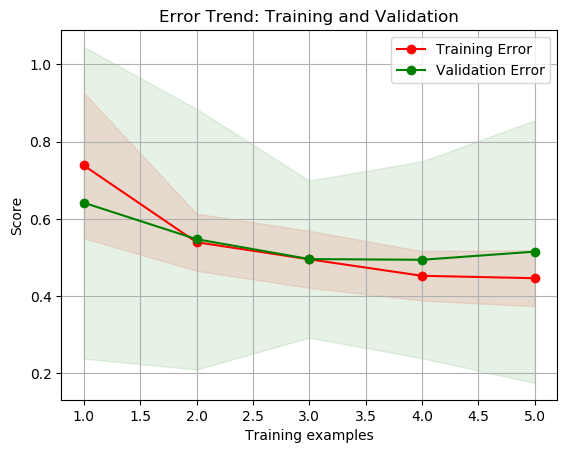 Error Trend: Training and Validation
Training Error
Validation Error
1.0
0.8
0.6
0.4
0.2
Score
1.0 1.5 2.0 2.5 3.0 3.5 4.0 4.5 5.0
Training examples